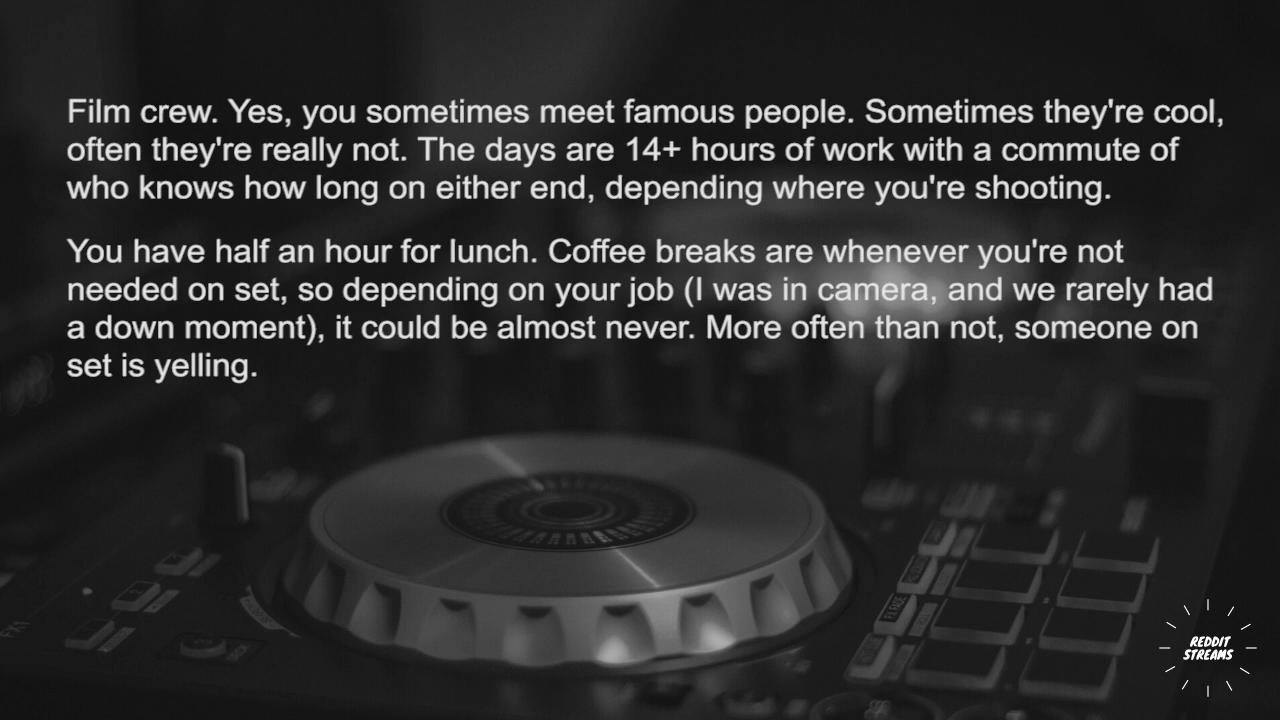 Film crew. Yes, you sometimes meet famous people. Sometimes they're cool,
often they're really not. The days are 14+ hours of work with a commute of
who knows how long on either end, depending where you're shooting.
You have half an hour for lunch. Coffee breaks are whenever you're not
needed on set, so depending on your job (I was in camera, and we rarely had
a down moment), it could be almost never. More often than not, someone on
set is yelling.
FX1
FX FADE
REDDIT
STREAMS